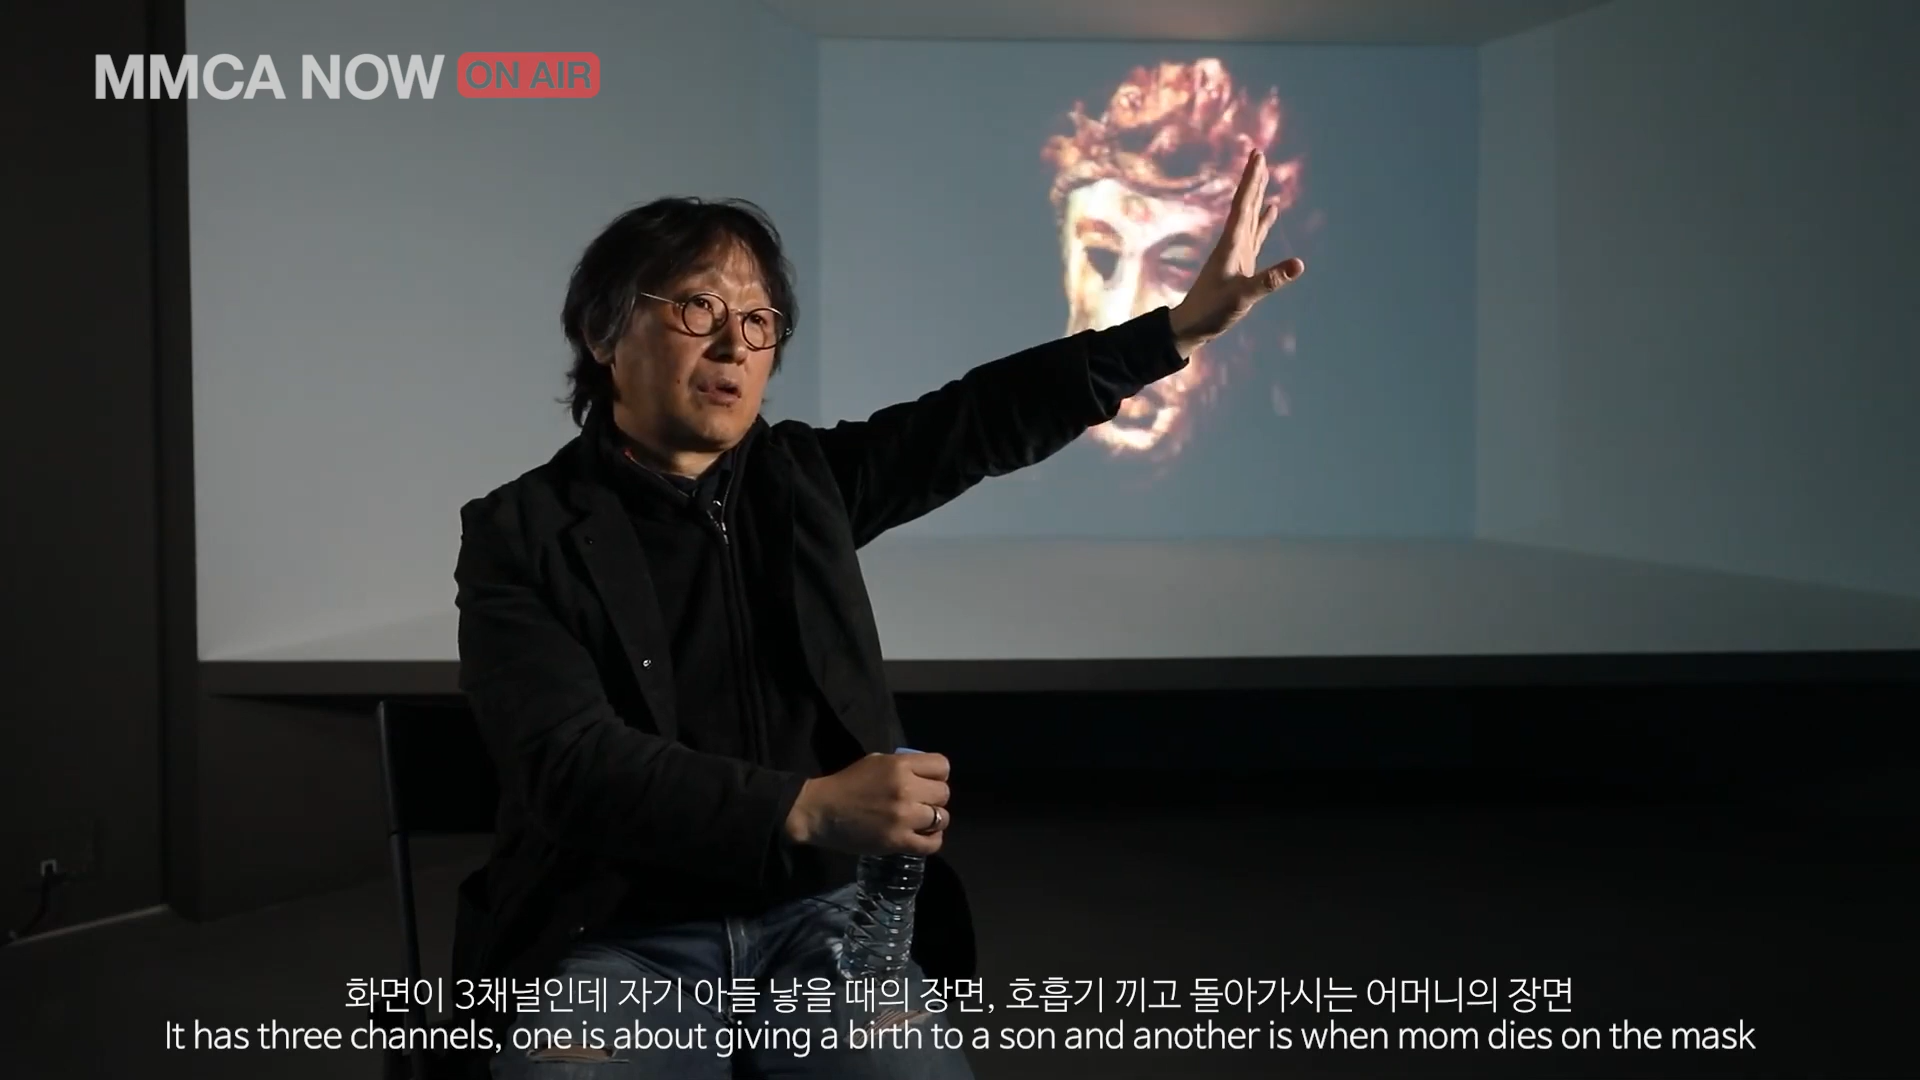 MMCA NOW ON AIR
화면이 3채널인데 자기 아들 낳을 때의 장면, 호흡기 끼고 돌아가시는 어머니의 장면
It has three channels, one is about giving a birth to a son and another is when mom dies on the mask